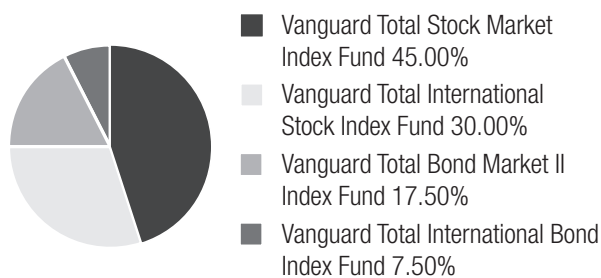 Vanguard Total Stock Market
Index Fund 45.00%
Vanguard Total International
Stock Index Fund 30.00%
Vanguard Total Bond Market II
Index Fund 17.50%
Vanguard Total International Bond
Index Fund 7.50%